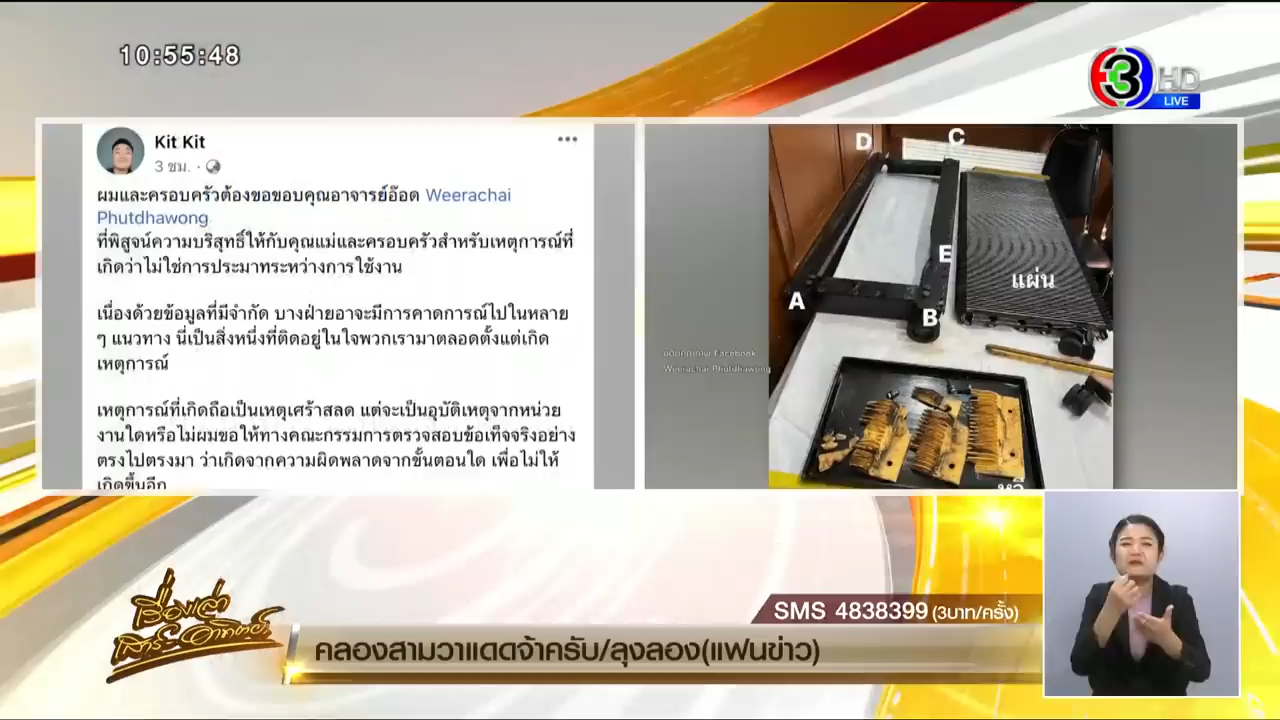 10:55:48
3 HD
LIVE
Kit Kit
3 ชม. ·
ผมและครอบครัวต้องขอขอบคุณอาจารย์อ๊อด Weerachai
Phutdhawong
ที่พิสูจน์ความบริสุทธิ์ให้กับคุณแม่และครอบครัวสำหรับเหตุการณ์ที่
เกิดว่าไม่ใช่การประมาทระหว่างการใช้งาน
เนื่องด้วยข้อมูลที่มีจำกัด บางฝ่ายอาจะมีการคาดการณ์ไปในหลาย
ๆ แนวทาง นี่เป็นสิ่งหนึ่งที่ติดอยู่ในใจพวกเรามาตลอดตั้งแต่เกิด
เหตุการณ์
เหตุการณ์ที่เกิดถือเป็นเหตุเศร้าสลด แต่จะเป็นอุบัติเหตุจากหน่วย
งานใดหรือไม่ผมขอให้ทางคณะกรรมการตรวจสอบข้อเท็จจริงอย่าง
ตรงไปตรงมา ว่าเกิดจากความผิดพลาดจากขั้นตอนใด เพื่อไม่ให้
เกิดขึ้นอีก
D
C
E
แผ่น
A
B
ขอบคุณภาพ Facebook
Weerachai Phutdhawong
หวี
เรื่องเล่า
เสาร์-อาทิตย์
SMS 4838399 (3บาท/ครั้ง)
คลองสามวาแดดจ้าครับ/ลุงลอง(แฟนข่าว)